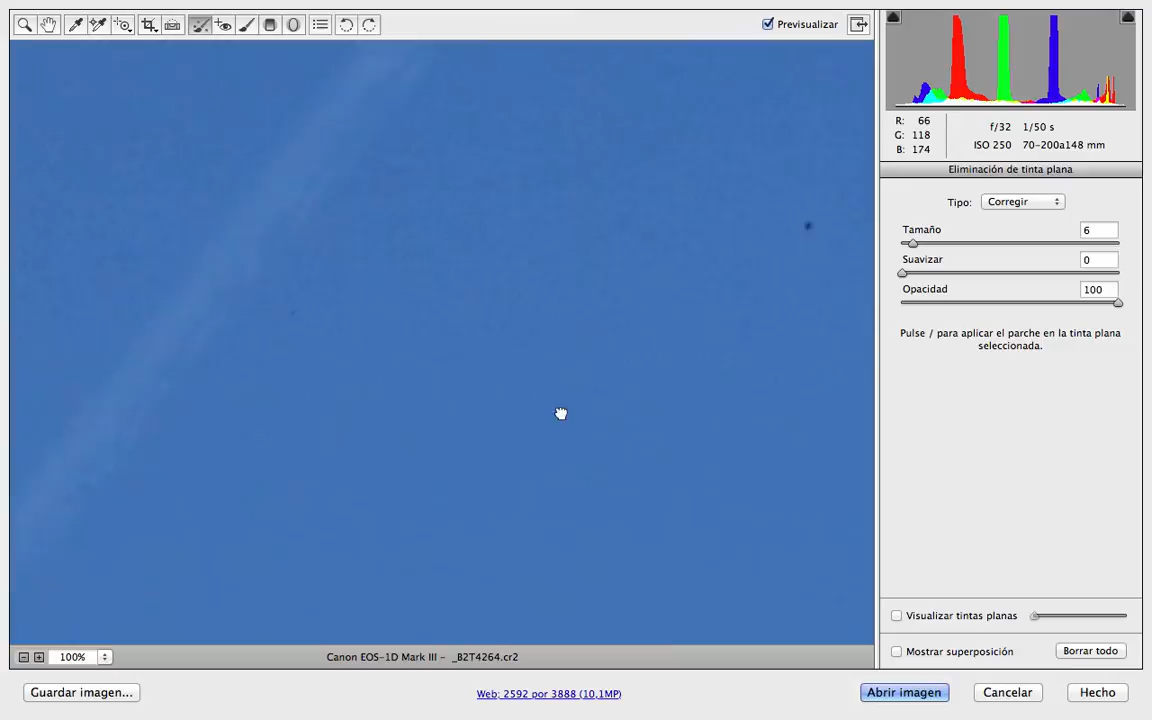 Previsualizar
R: 66
G: 118
B: 174
f/32 1/50 s
ISO 250 70-200a148 mm
Eliminación de tinta plana
Tipo: Corregir
Tamaño 6
Suavizar 0
Opacidad 100
Pulse / para aplicar el parche en la tinta plana
seleccionada.
Visualizar tintas planas
Mostrar superposición Borrar todo
100% Canon EOS-1D Mark III - _B2T4264.cr2
Guardar imagen... Web; 2592 por 3888 (10,1MP) Abrir imagen Cancelar Hecho